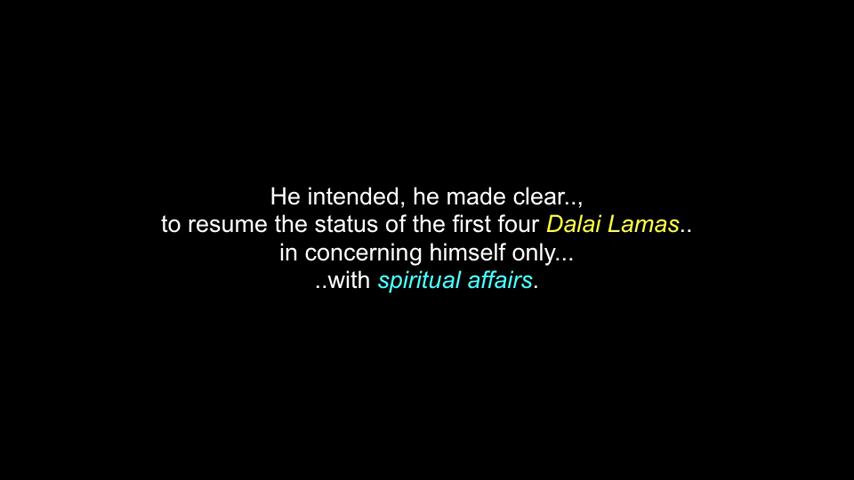 He intended, he made clear..,
to resume the status of the first four Dalai Lamas..
in concerning himself only...
..with spiritual affairs.